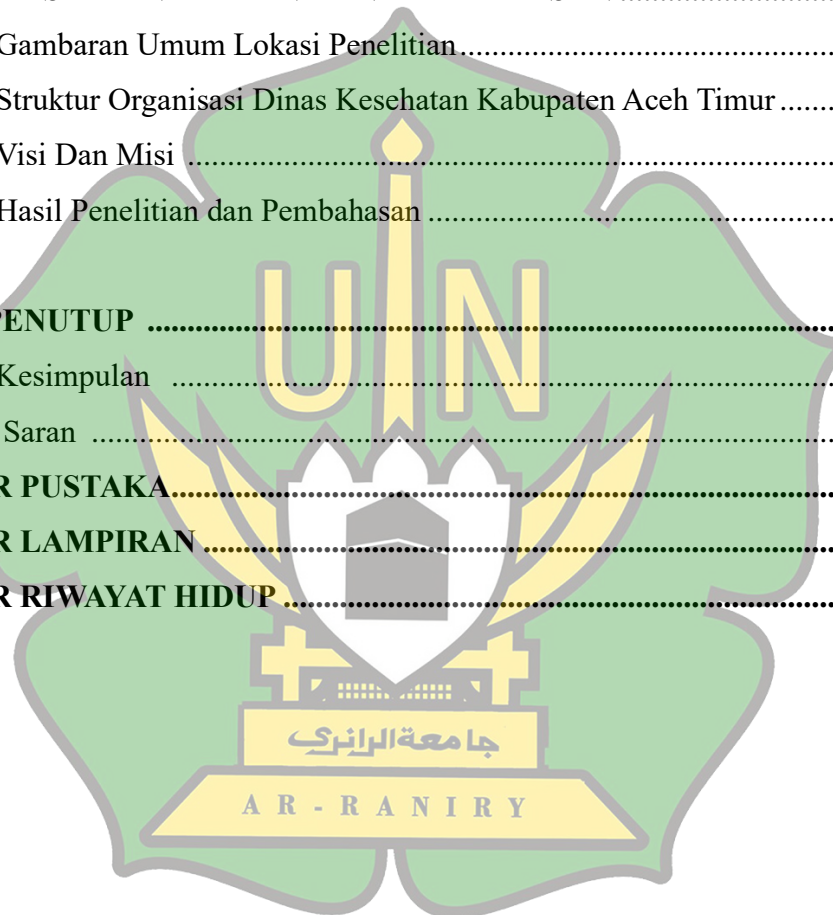 Gambaran Umum Lokasi Penelitian........................................
Struktur Organisasi Dinas Kesehatan Kabupaten Aceh Timur.......
Visi Dan Misi ........................................................................
Hasil Penelitian dan Pembahasan ...........................................
PENUTUP ...............................................................................
Kesimpulan ..........................................................................
Saran ....................................................................................
R PUSTAKA............................................................................
R LAMPIRAN ........................................................................
R RIWAYAT HIDUP ..............................................................
UIN
جامعة الرانري
AR-RANIRY